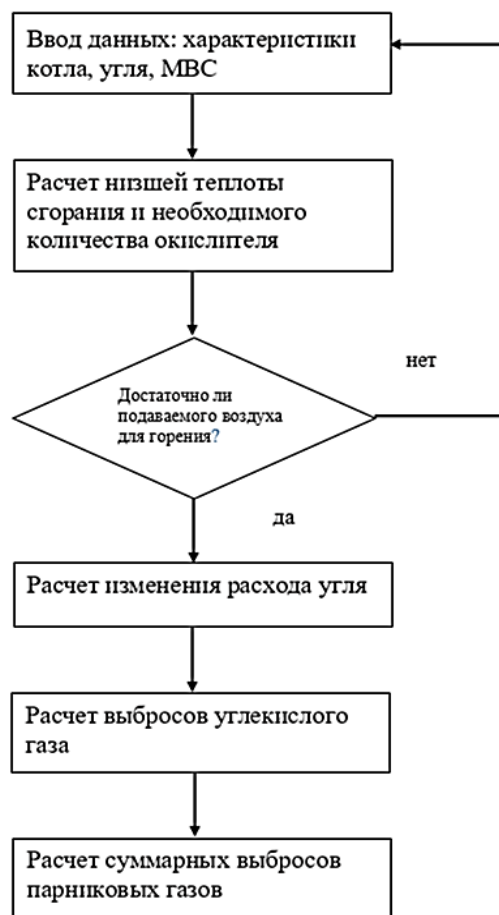 Ввод данных: характеристики
котла, угля, МВС
Расчет низшей теплоты
сгорания и необходимого
количества окислителя
нет
Достаточно ли
подаваемого воздуха
для горения?
да
Расчет изменения расхода угля
Расчет выбросов углекислого
газа
Расчет суммарных выбросов
парниковых газов